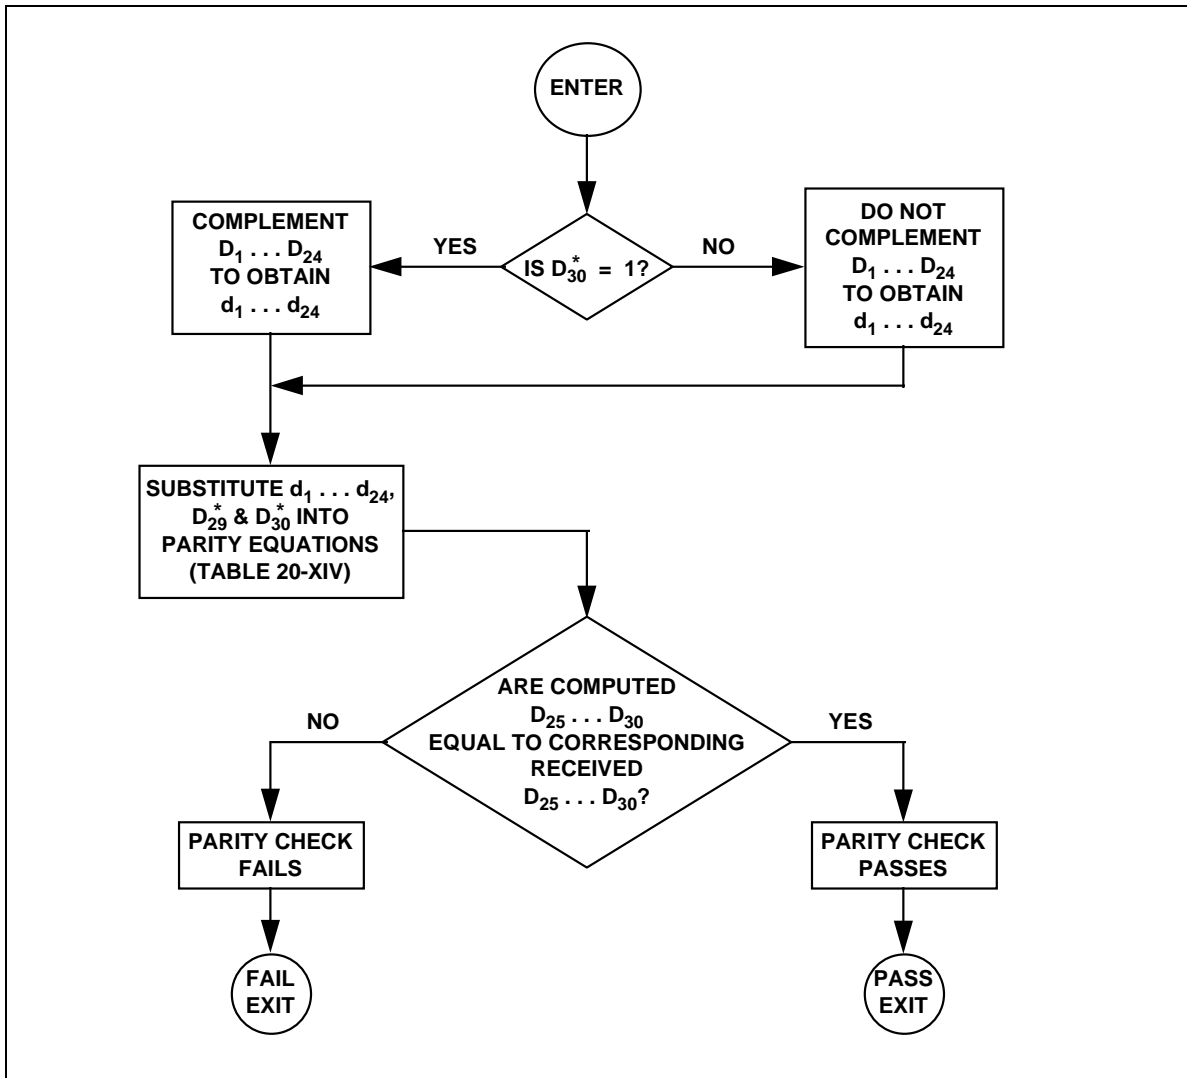 ENTER
IS D*30 = 1?
YES
NO
COMPLEMENT
D1 . . . D24
TO OBTAIN
d1 . . . d24
DO NOT
COMPLEMENT
D1 . . . D24
TO OBTAIN
d1 . . . d24
SUBSTITUTE d1 . . . d24,
D*29 & D*30 INTO
PARITY EQUATIONS
(TABLE 20-XIV)
ARE COMPUTED
D25 . . . D30
EQUAL TO CORRESPONDING
RECEIVED
D25 . . . D30?
NO
YES
PARITY CHECK
FAILS
PARITY CHECK
PASSES
FAIL
EXIT
PASS
EXIT